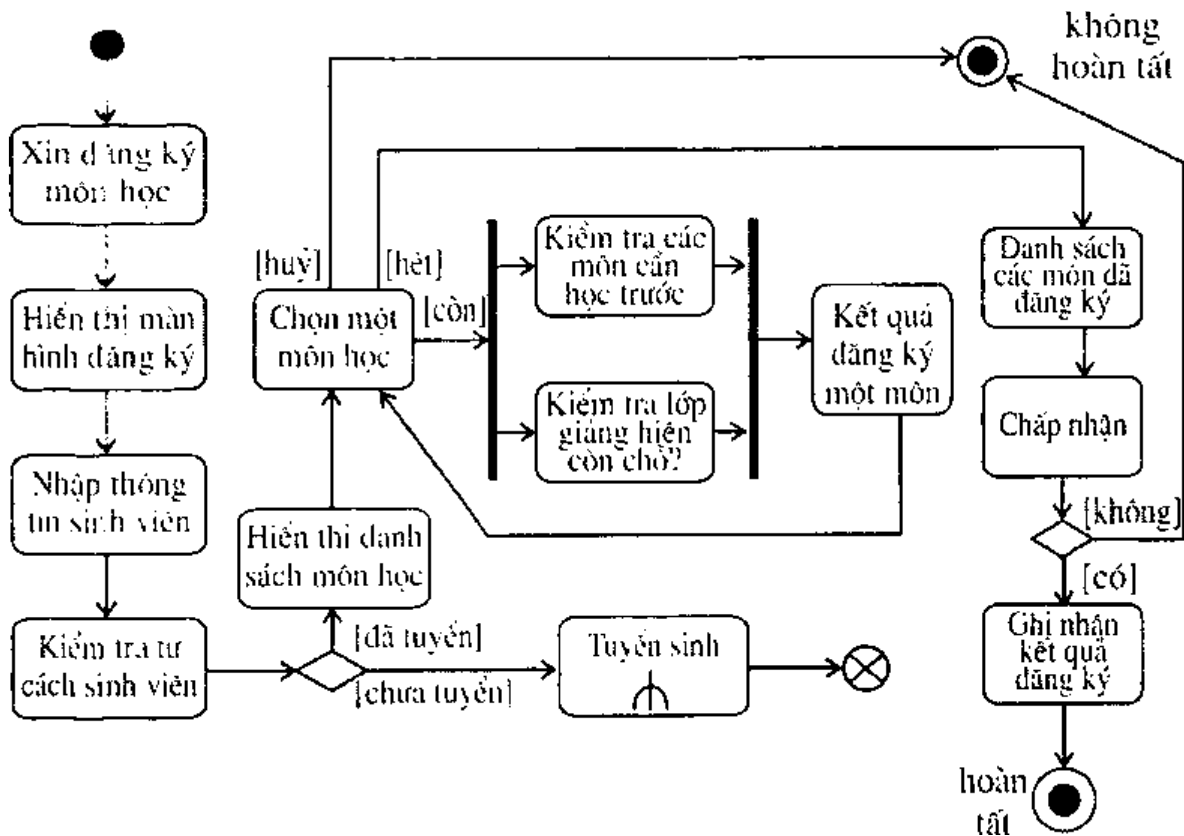 không
hoàn tất
Xin đăng ký
môn học
Hiển thị màn
hình đăng ký
Nhập thông
tin sinh viên
Kiểm tra tư
cách sinh viên
[huỷ]
[hết]
[còn]
Chọn một
môn học
Hiển thị danh
sách môn học
[đã tuyển]
[chưa tuyển]
Tuyển sinh
Kiểm tra các
môn cần
học trước
Kiểm tra lớp
giảng hiện
còn chỗ?
Kết quả
đăng ký
một môn
Danh sách
các môn đã
đăng ký
Chấp nhận
[không]
[có]
Ghi nhận
kết quả
đăng ký
hoàn
tất